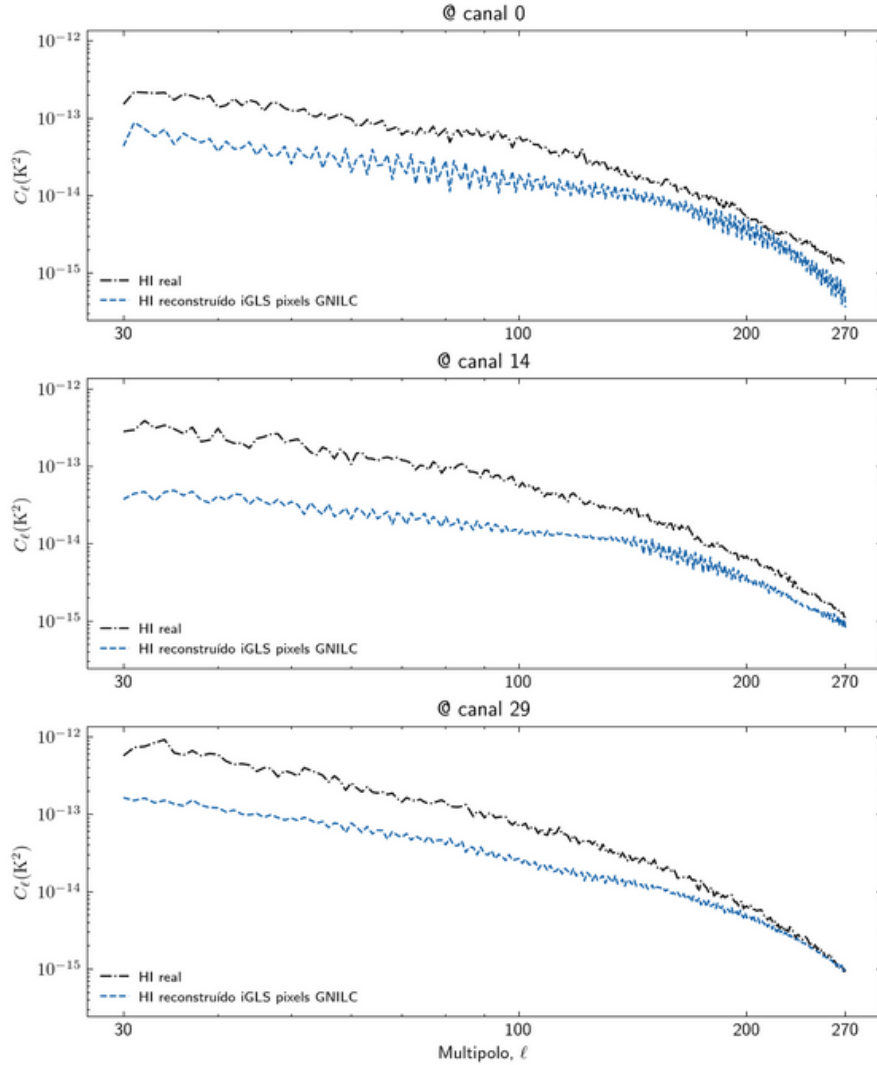 @ canal 0
10⁻¹²
10⁻¹³
10⁻¹⁴
10⁻¹⁵
C_ℓ(K²)
HI real
HI reconstruído iGLS pixels GNILC
30 100 200 270
@ canal 14
10⁻¹²
10⁻¹³
10⁻¹⁴
10⁻¹⁵
C_ℓ(K²)
HI real
HI reconstruído iGLS pixels GNILC
30 100 200 270
@ canal 29
10⁻¹²
10⁻¹³
10⁻¹⁴
10⁻¹⁵
C_ℓ(K²)
HI real
HI reconstruído iGLS pixels GNILC
30 100 200 270
Multipolo, ℓ